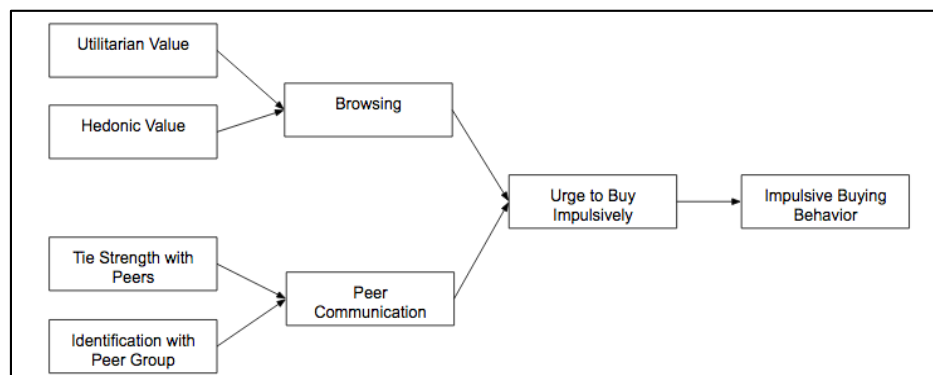 Utilitarian Value
Hedonic Value
Browsing
Urge to Buy
Impulsively
Impulsive Buying
Behavior
Tie Strength with
Peers
Peer
Communication
Identification with
Peer Group